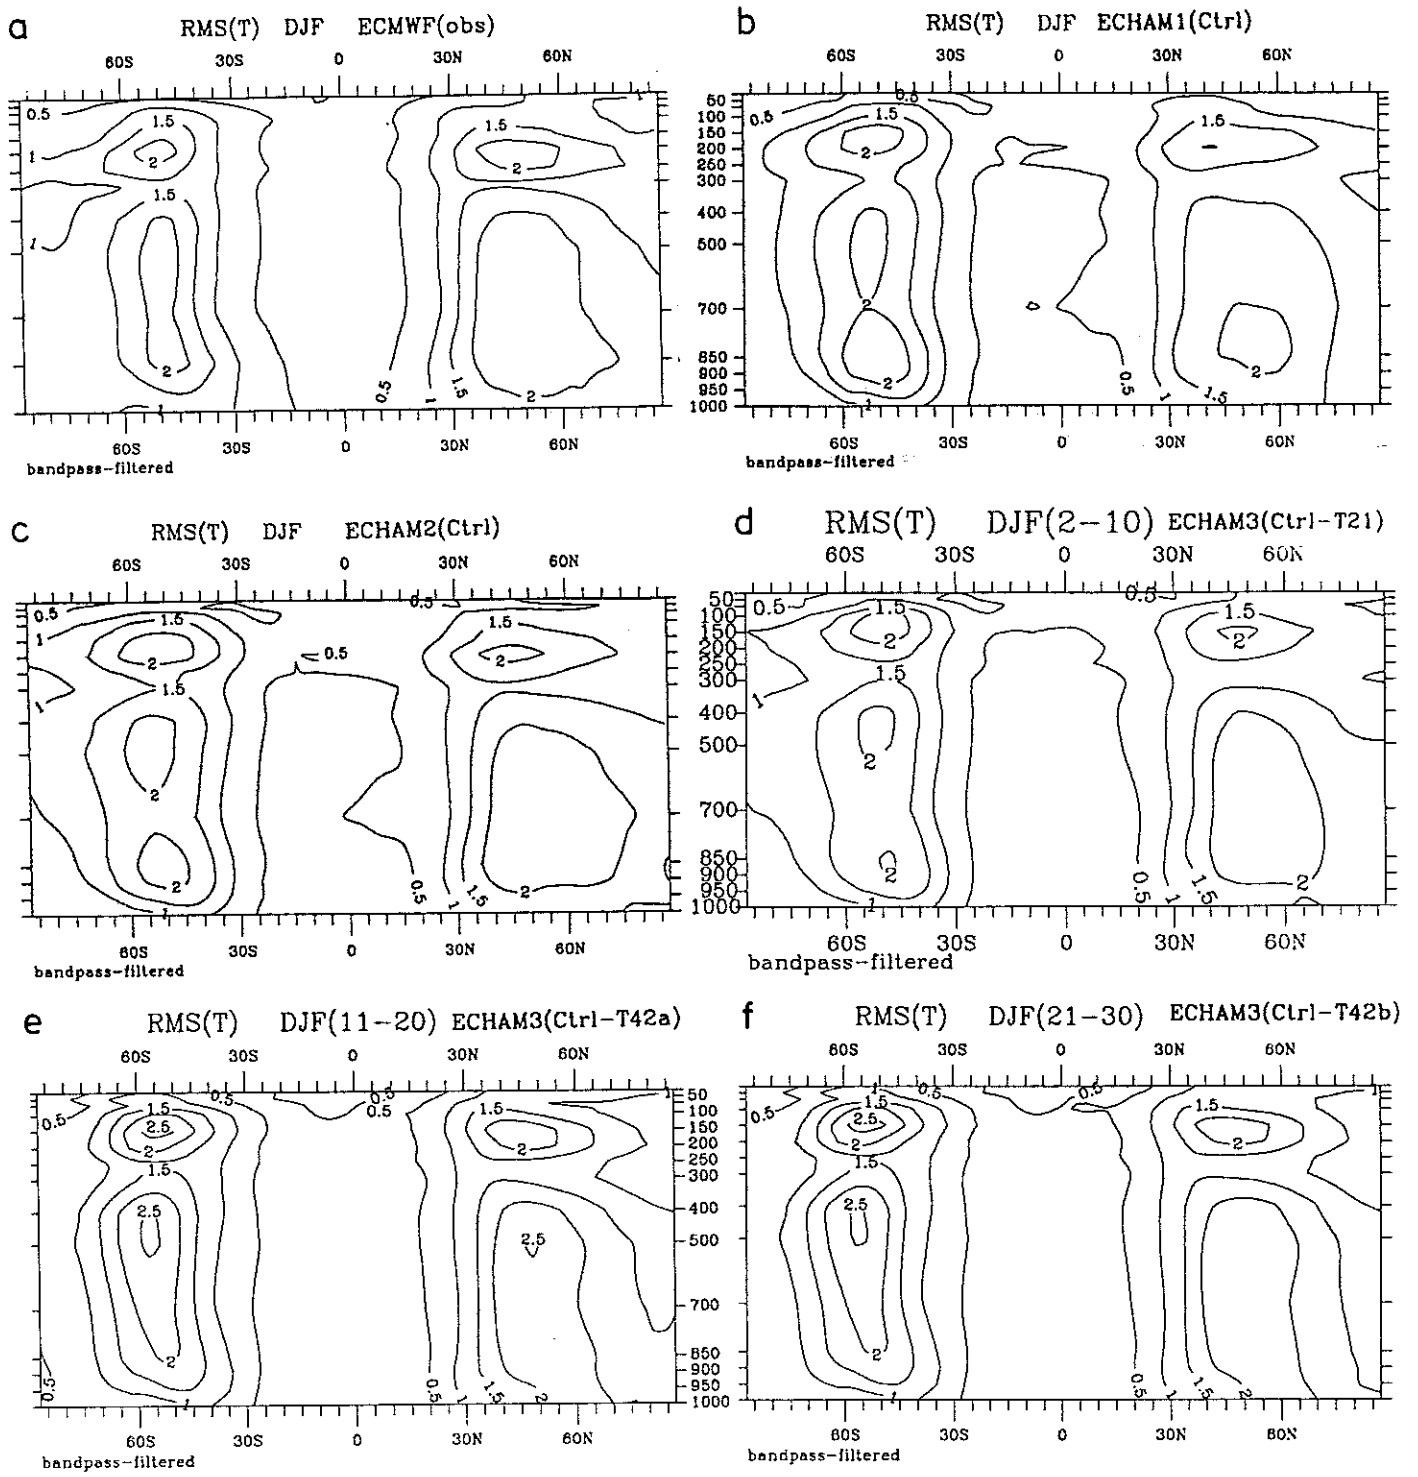 a RMS(T) DJF ECMWF(obs)
60S 30S 0 30N 60N
0.5 1 1.5 1.5 1
1 2 2
1.5
1
2 2
1 0.5 1 1.5
60S 30S 0 30N 60N
bandpass-filtered
b RMS(T) DJF ECHAM1(Ctrl)
60S 30S 0 30N 60N
50 0.5 0.5
100
150 1.5
200
250 2
300
400
500
700 2
850
900 2 2
950 0.5 1 1.5
1000 1
60S 30S 0 30N 60N
bandpass-filtered
c RMS(T) DJF ECHAM2(Ctrl)
60S 30S 0 30N 60N
0.5 0.5
1 1.5 1.5
2 0.5 2
1 1.5
2
2 0.5 1 1.5 2
1
60S 30S 0 30N 60N
bandpass-filtered
d RMS(T) DJF(2-10) ECHAM3(Ctrl-T21)
60S 30S 0 30N 60N
50 0.5 0.5
100 1.5 1.5
150 2 2
200
250
300 1 1.5
400
500 2
700
850
900 2 2
950 0.5 1 1.5
1000 1
60S 30S 0 30N 60N
bandpass-filtered
e RMS(T) DJF(11-20) ECHAM3(Ctrl-T42a)
60S 30S 0 30N 60N
0.5 0.5 1 50
0.5 1.5 1.5 100
2.5 150
2 2 200
250
1.5 300
2.5 400
2.5 500
700
2 850
900
0.5 0.5 1 1.5 2 950
1 1000
60S 30S 0 30N 60N
bandpass-filtered
f RMS(T) DJF(21-30) ECHAM3(Ctrl-T42b)
60S 30S 0 30N 60N
0.5 1 0.5 0.5 1
1.5 1.5
2.5
2 2
1.5
2.5
2
0.5 1 1.5 2
1
60S 30S 0 30N 60N
bandpass-filtered